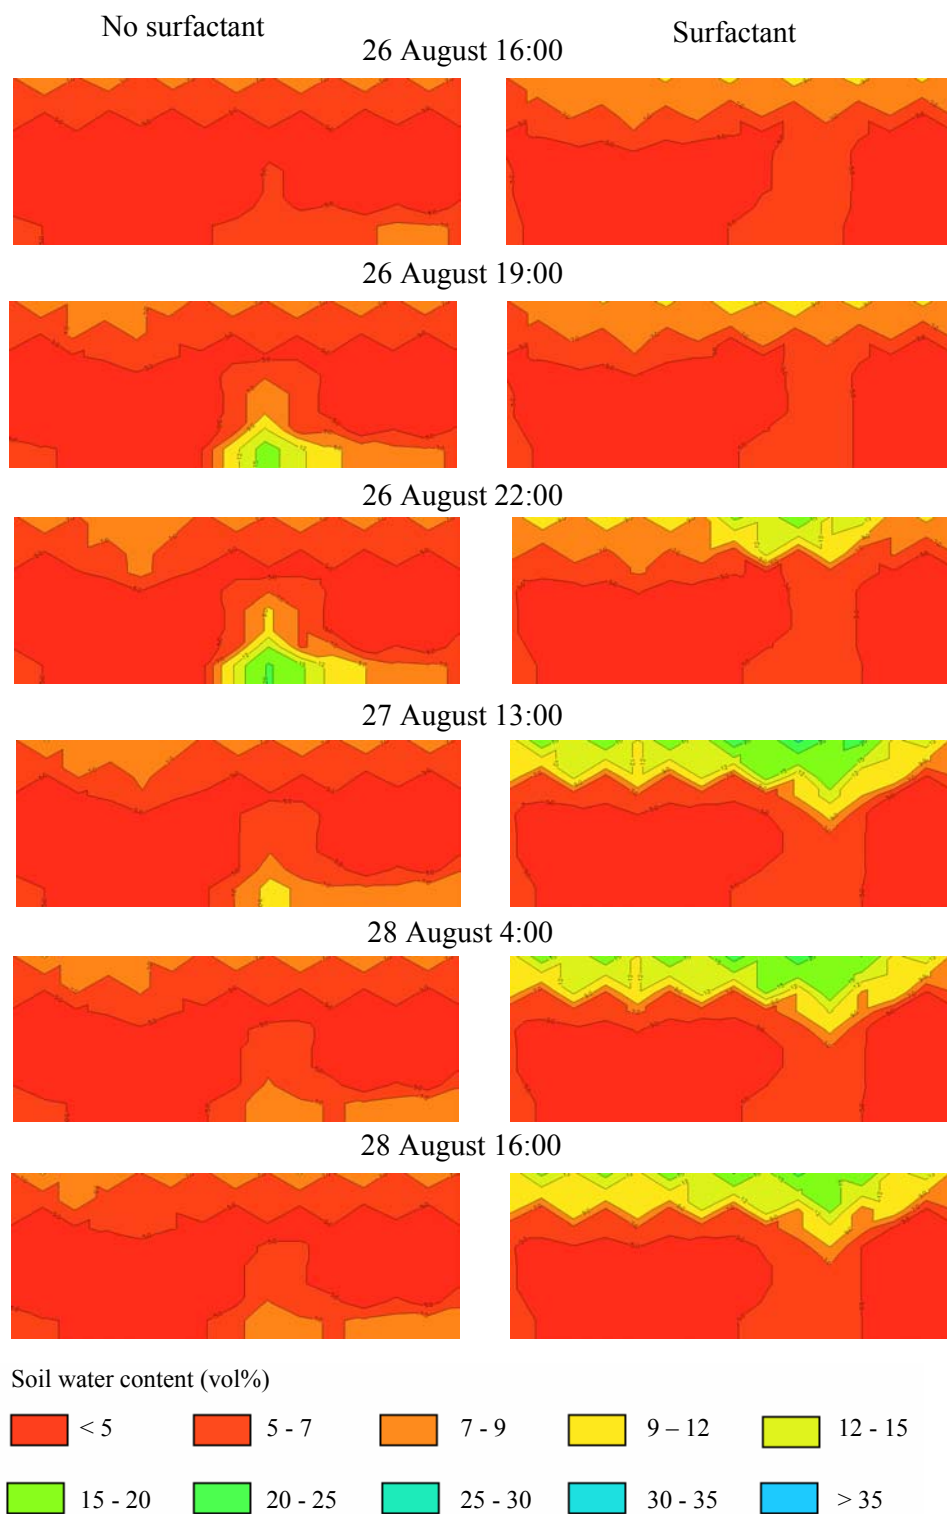 No surfactant
Surfactant
26 August 16:00
26 August 19:00
26 August 22:00
27 August 13:00
28 August 4:00
28 August 16:00
Soil water content (vol%)
< 5
5 - 7
7 - 9
9 – 12
12 - 15
15 - 20
20 - 25
25 - 30
30 - 35
> 35